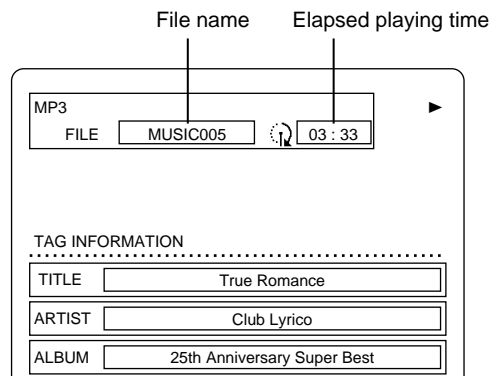 File name Elapsed playing time
MP3
FILE MUSIC005 03 : 33
TAG INFORMATION
TITLE True Romance
ARTIST Club Lyrico
ALBUM 25th Anniversary Super Best